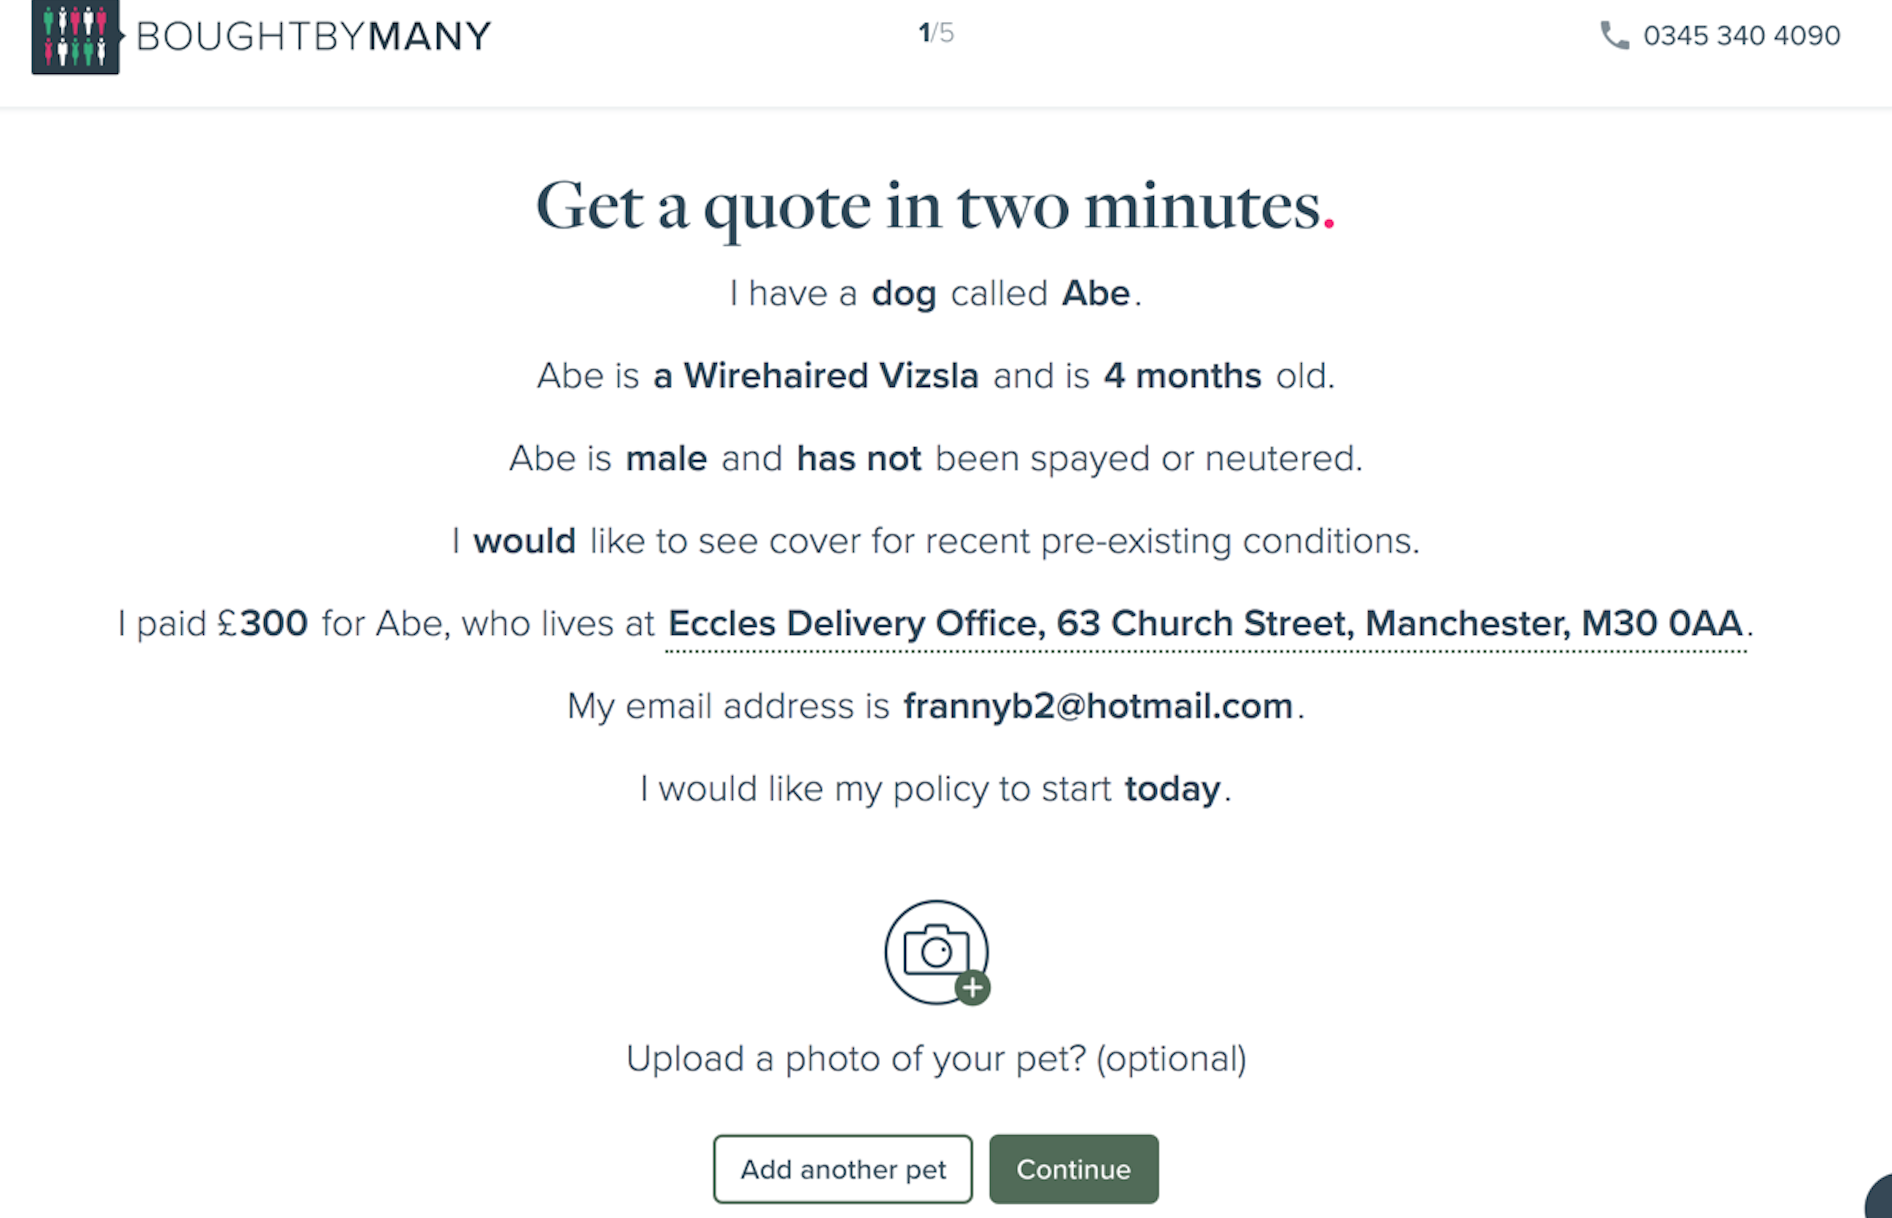 BOUGHTBYMANY
1/5
0345 340 4090
Get a quote in two minutes.
I have a dog called Abe.
Abe is a Wirehaired Vizsla and is 4 months old.
Abe is male and has not been spayed or neutered.
I would like to see cover for recent pre-existing conditions.
I paid £300 for Abe, who lives at Eccles Delivery Office, 63 Church Street, Manchester, M30 0AA.
My email address is frannyb2@hotmail.com.
I would like my policy to start today.
Upload a photo of your pet? (optional)
Add another pet
Continue